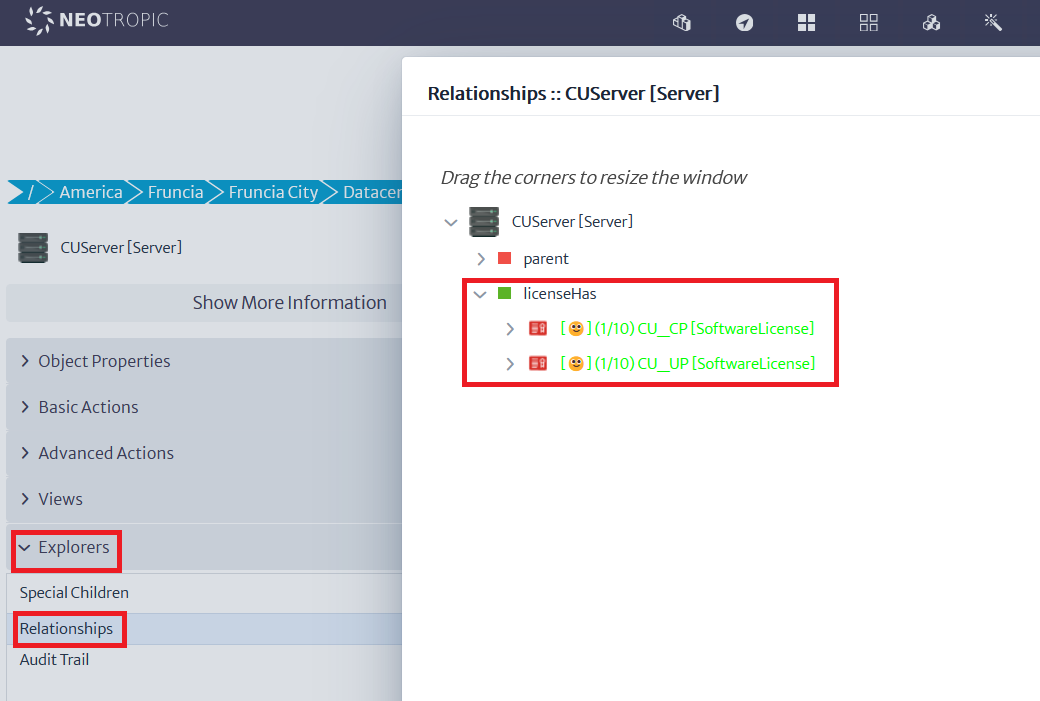 NEOTROPIC
Relationships :: CUServer [Server]
Drag the corners to resize the window
/ America Fruncia Fruncia City Datacen
CUServer [Server]
Show More Information
Object Properties
Basic Actions
Advanced Actions
Views
Explorers
Special Children
Relationships
Audit Trail
CUServer [Server]
parent
licenseHas
[🙂] (1/10) CU_CP [SoftwareLicense]
[🙂] (1/10) CU_UP [SoftwareLicense]